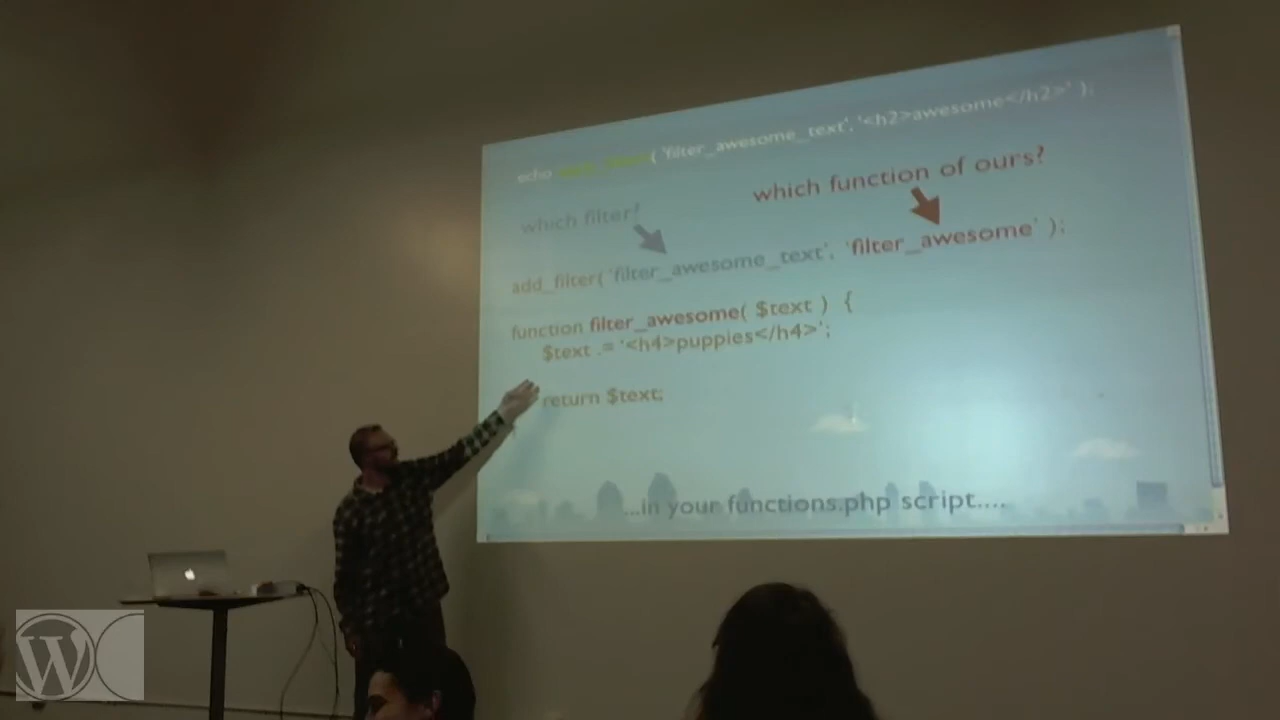 echo ( 'filter_awesome_text', '<h2>awesome</h2>' );
which function of ours?
which filter?
add_filter( 'filter_awesome_text', 'filter_awesome' );
function filter_awesome( $text ) {
$text .= '<h4>puppies</h4>';
return $text;
...in your functions.php script....